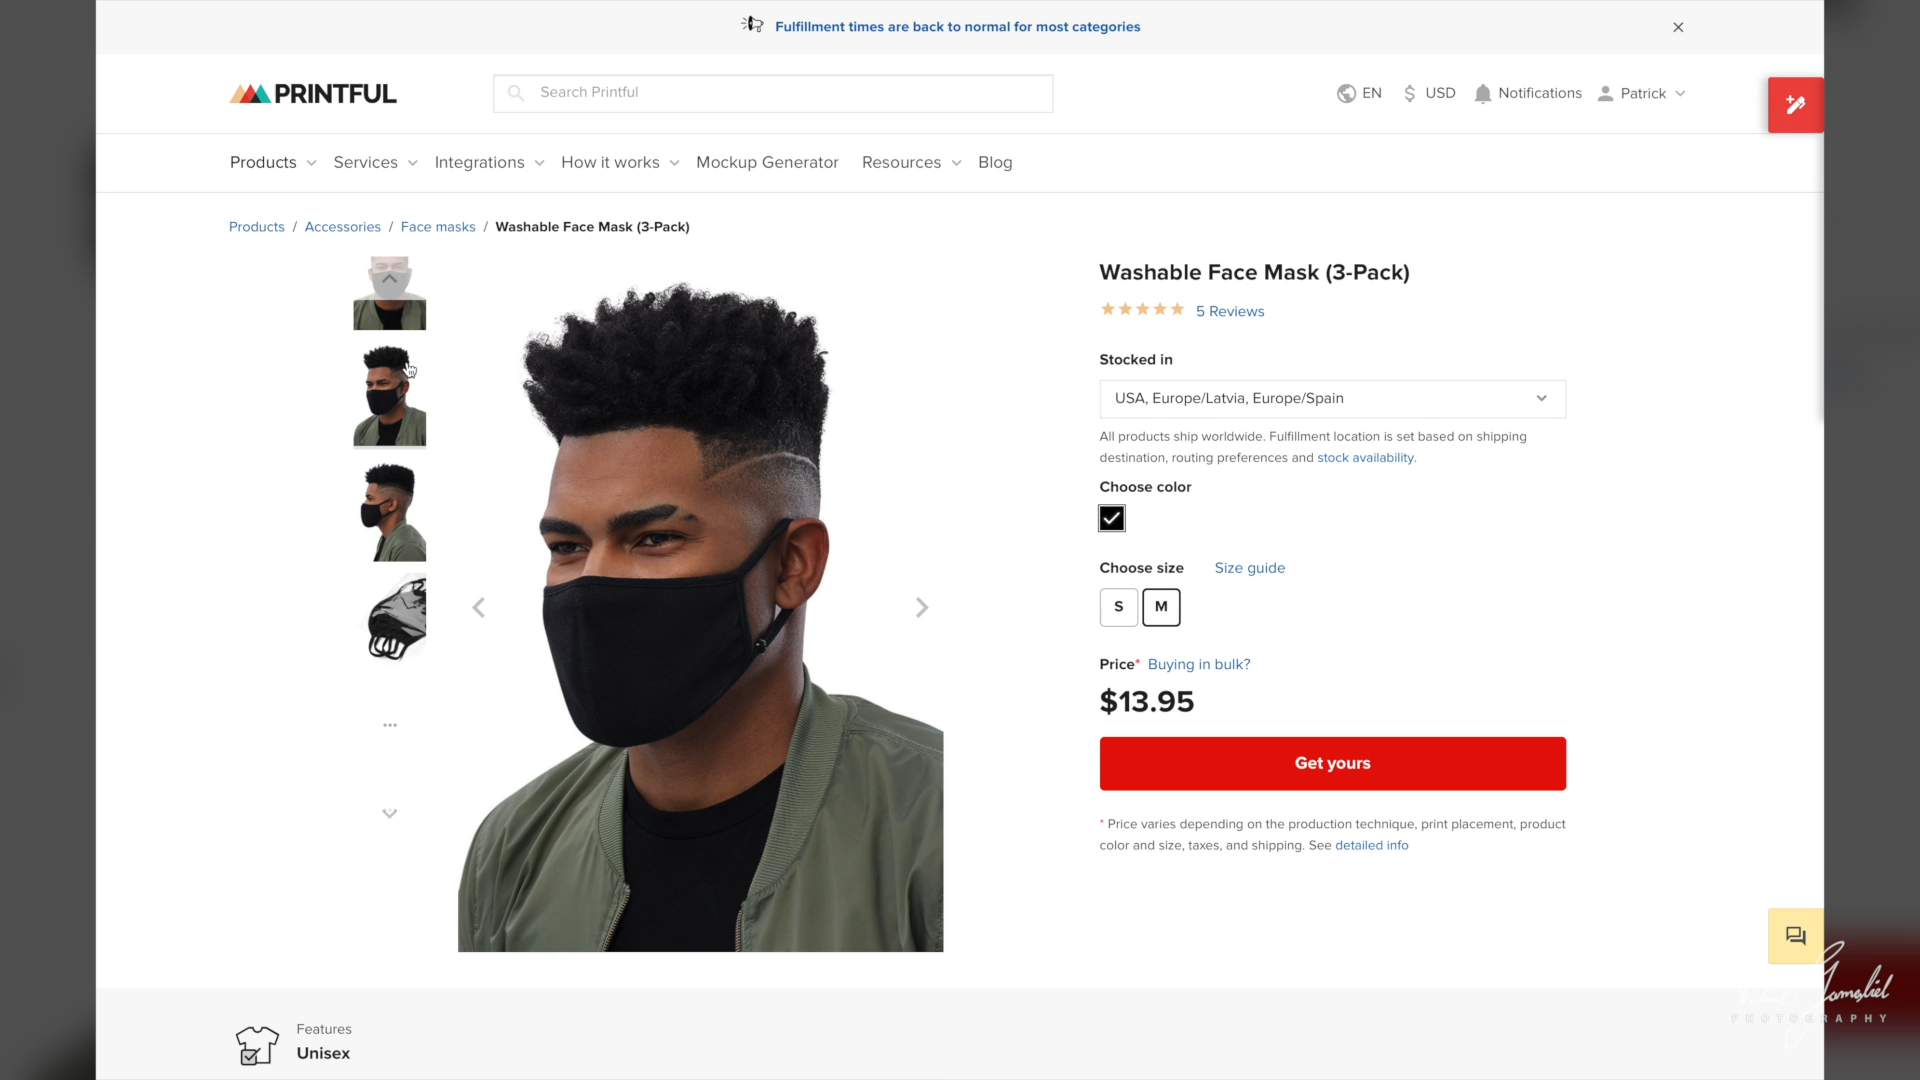 Fulfillment times are back to normal for most categories
PRINTFUL
Search Printful
EN
USD
Notifications
Patrick
Products
Services
Integrations
How it works
Mockup Generator
Resources
Blog
Products / Accessories / Face masks / Washable Face Mask (3-Pack)
Washable Face Mask (3-Pack)
5 Reviews
Stocked in
USA, Europe/Latvia, Europe/Spain
All products ship worldwide. Fulfillment location is set based on shipping
destination, routing preferences and stock availability.
Choose color
Choose size
Size guide
S
M
Price* Buying in bulk?
$13.95
Get yours
* Price varies depending on the production technique, print placement, product
color and size, taxes, and shipping. See detailed info
Features
Unisex
Gamaliel
PHOTOGRAPHY